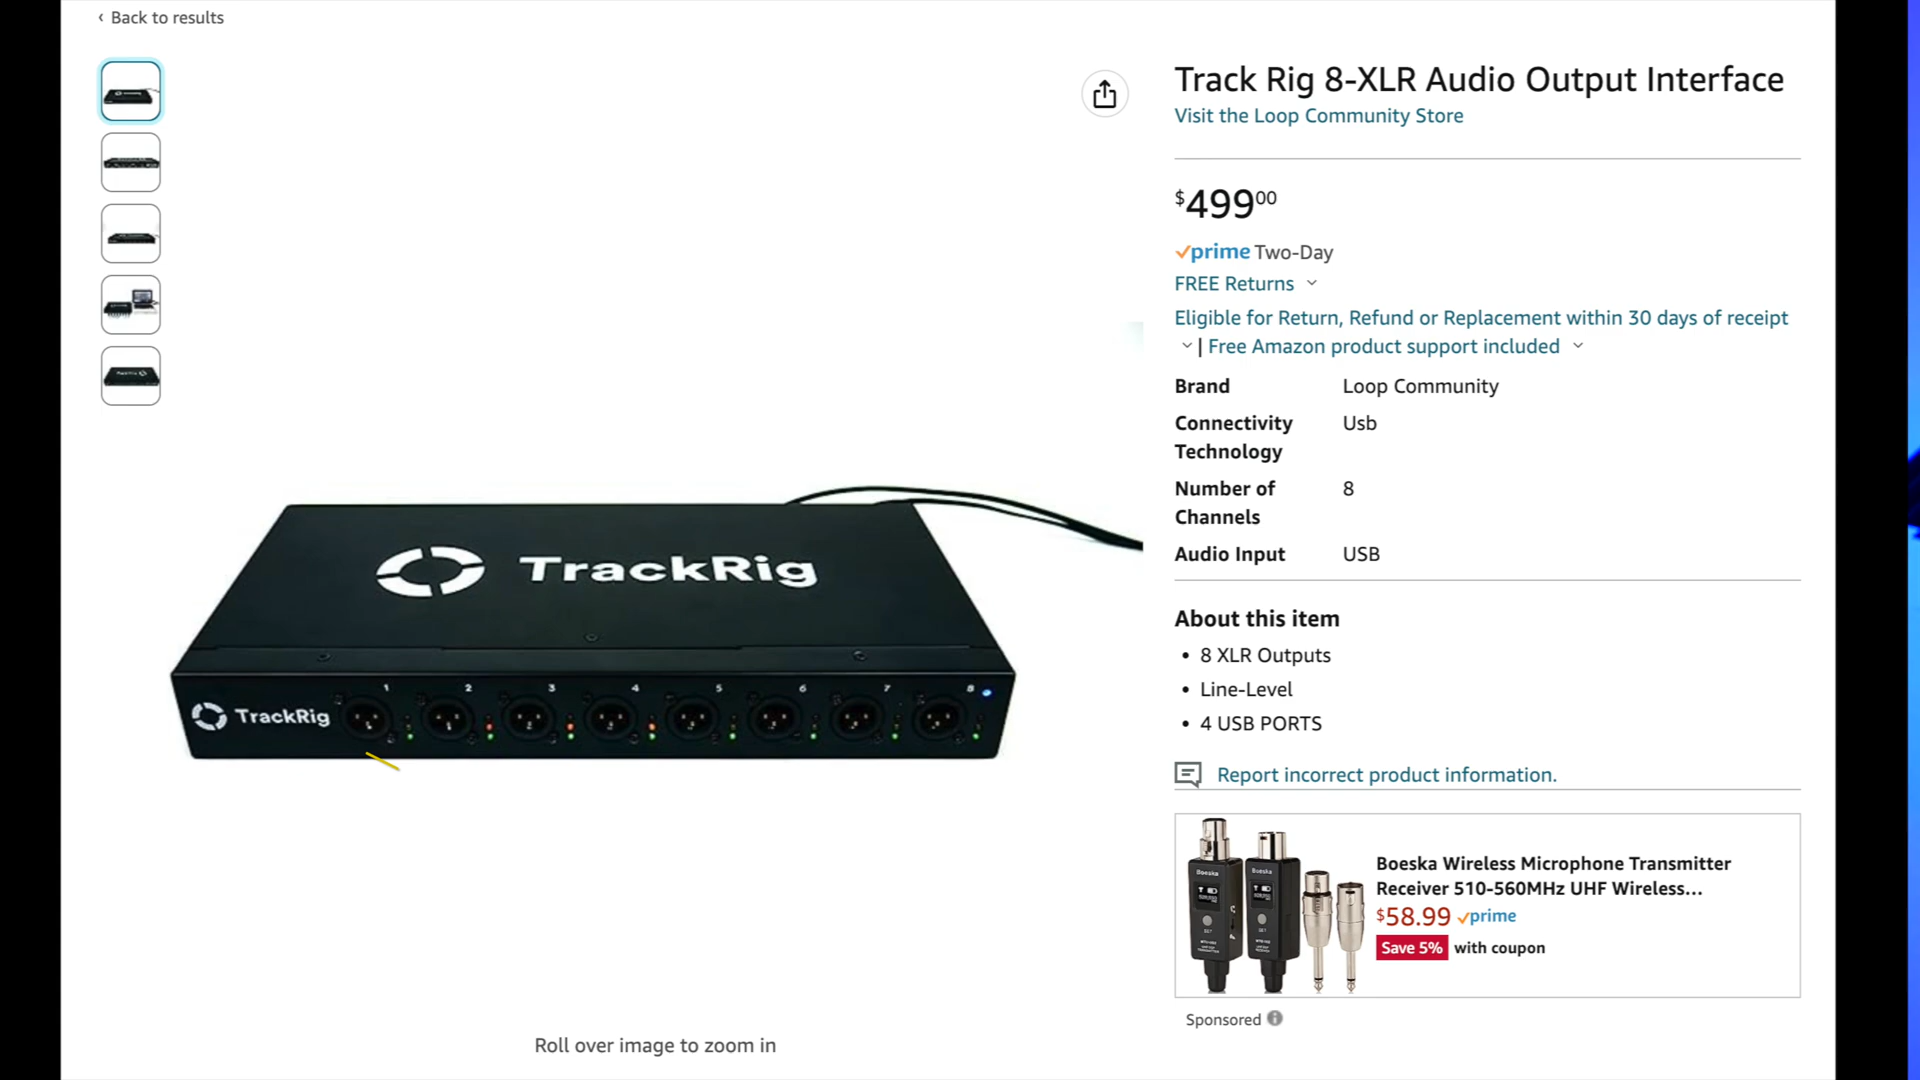 ‹ Back to results
Track Rig 8-XLR Audio Output Interface
Visit the Loop Community Store
$49900
prime Two-Day
FREE Returns
Eligible for Return, Refund or Replacement within 30 days of receipt
| Free Amazon product support included
Brand Loop Community
Connectivity Technology Usb
Number of Channels 8
Audio Input USB
About this item
• 8 XLR Outputs
• Line-Level
• 4 USB PORTS
Report incorrect product information.
TrackRig
TrackRig 1 2 3 4 5 6 7 8
Boeska Boeska
Boeska Wireless Microphone Transmitter
Receiver 510-560MHz UHF Wireless...
$58.99 prime
Save 5% with coupon
Sponsored
Roll over image to zoom in